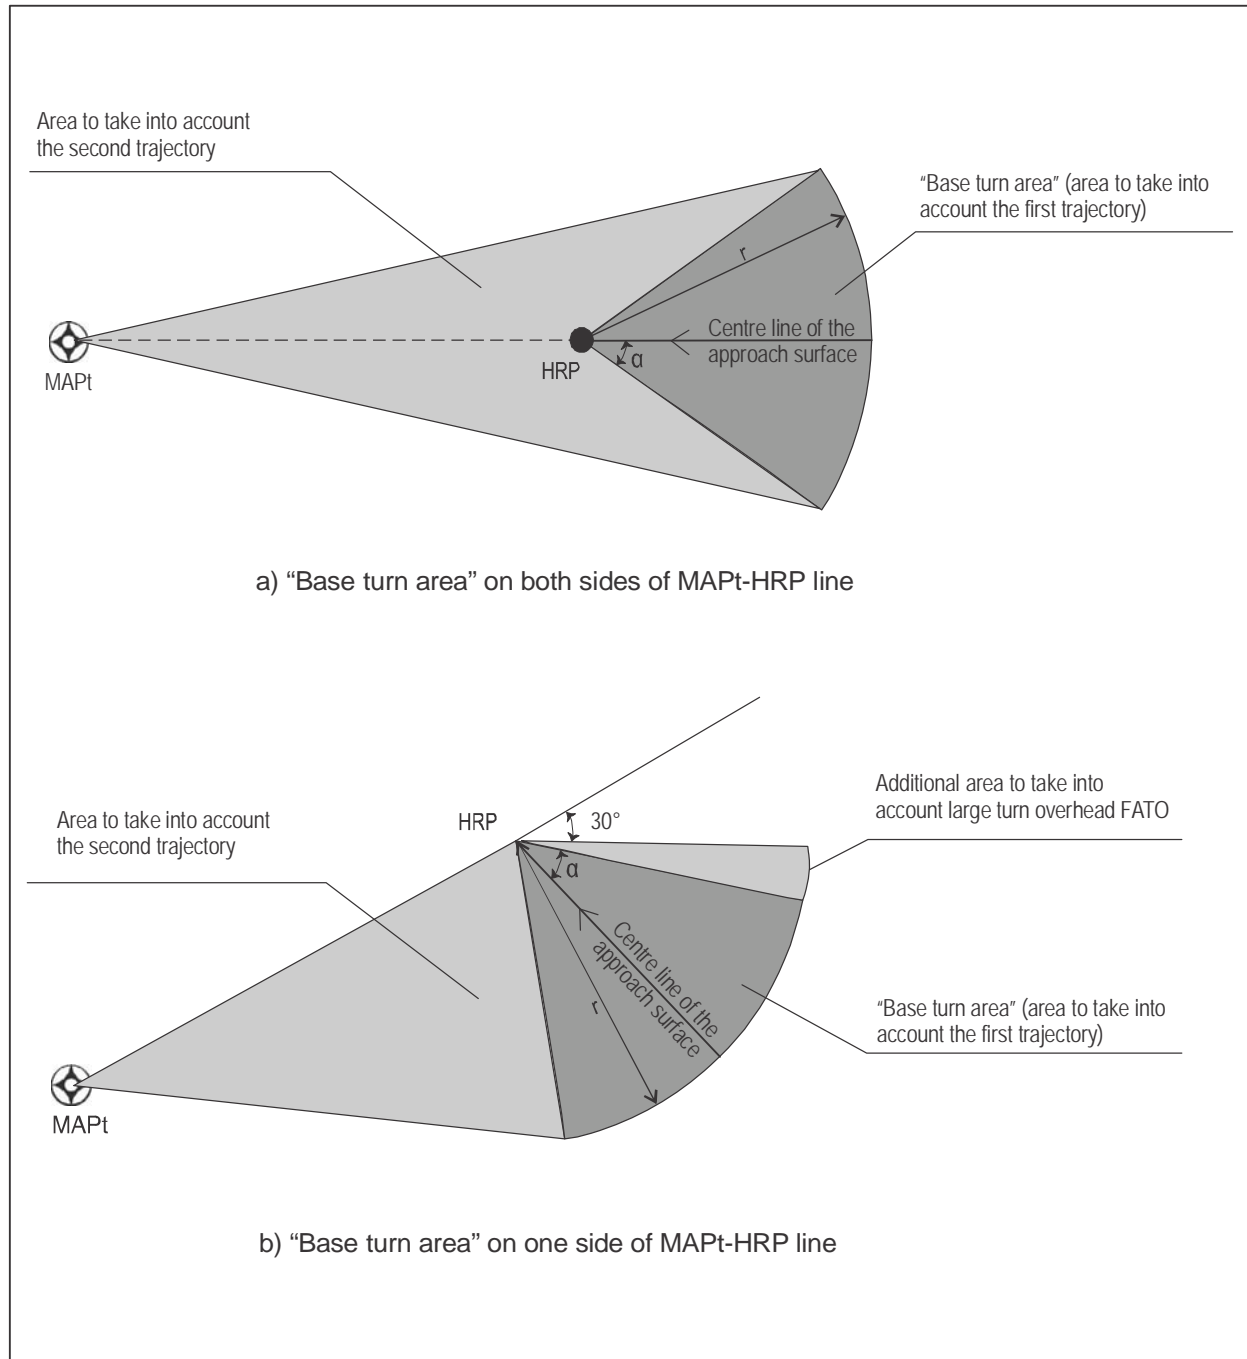 Area to take into account
the second trajectory
“Base turn area” (area to take into
account the first trajectory)
r
Centre line of the
approach surface
α
HRP
MAPt
a) “Base turn area” on both sides of MAPt-HRP line
Additional area to take into
account large turn overhead FATO
HRP
30°
Area to take into account
the second trajectory
α
Centre line of the
approach surface
r
“Base turn area” (area to take into
account the first trajectory)
MAPt
b) “Base turn area” on one side of MAPt-HRP line